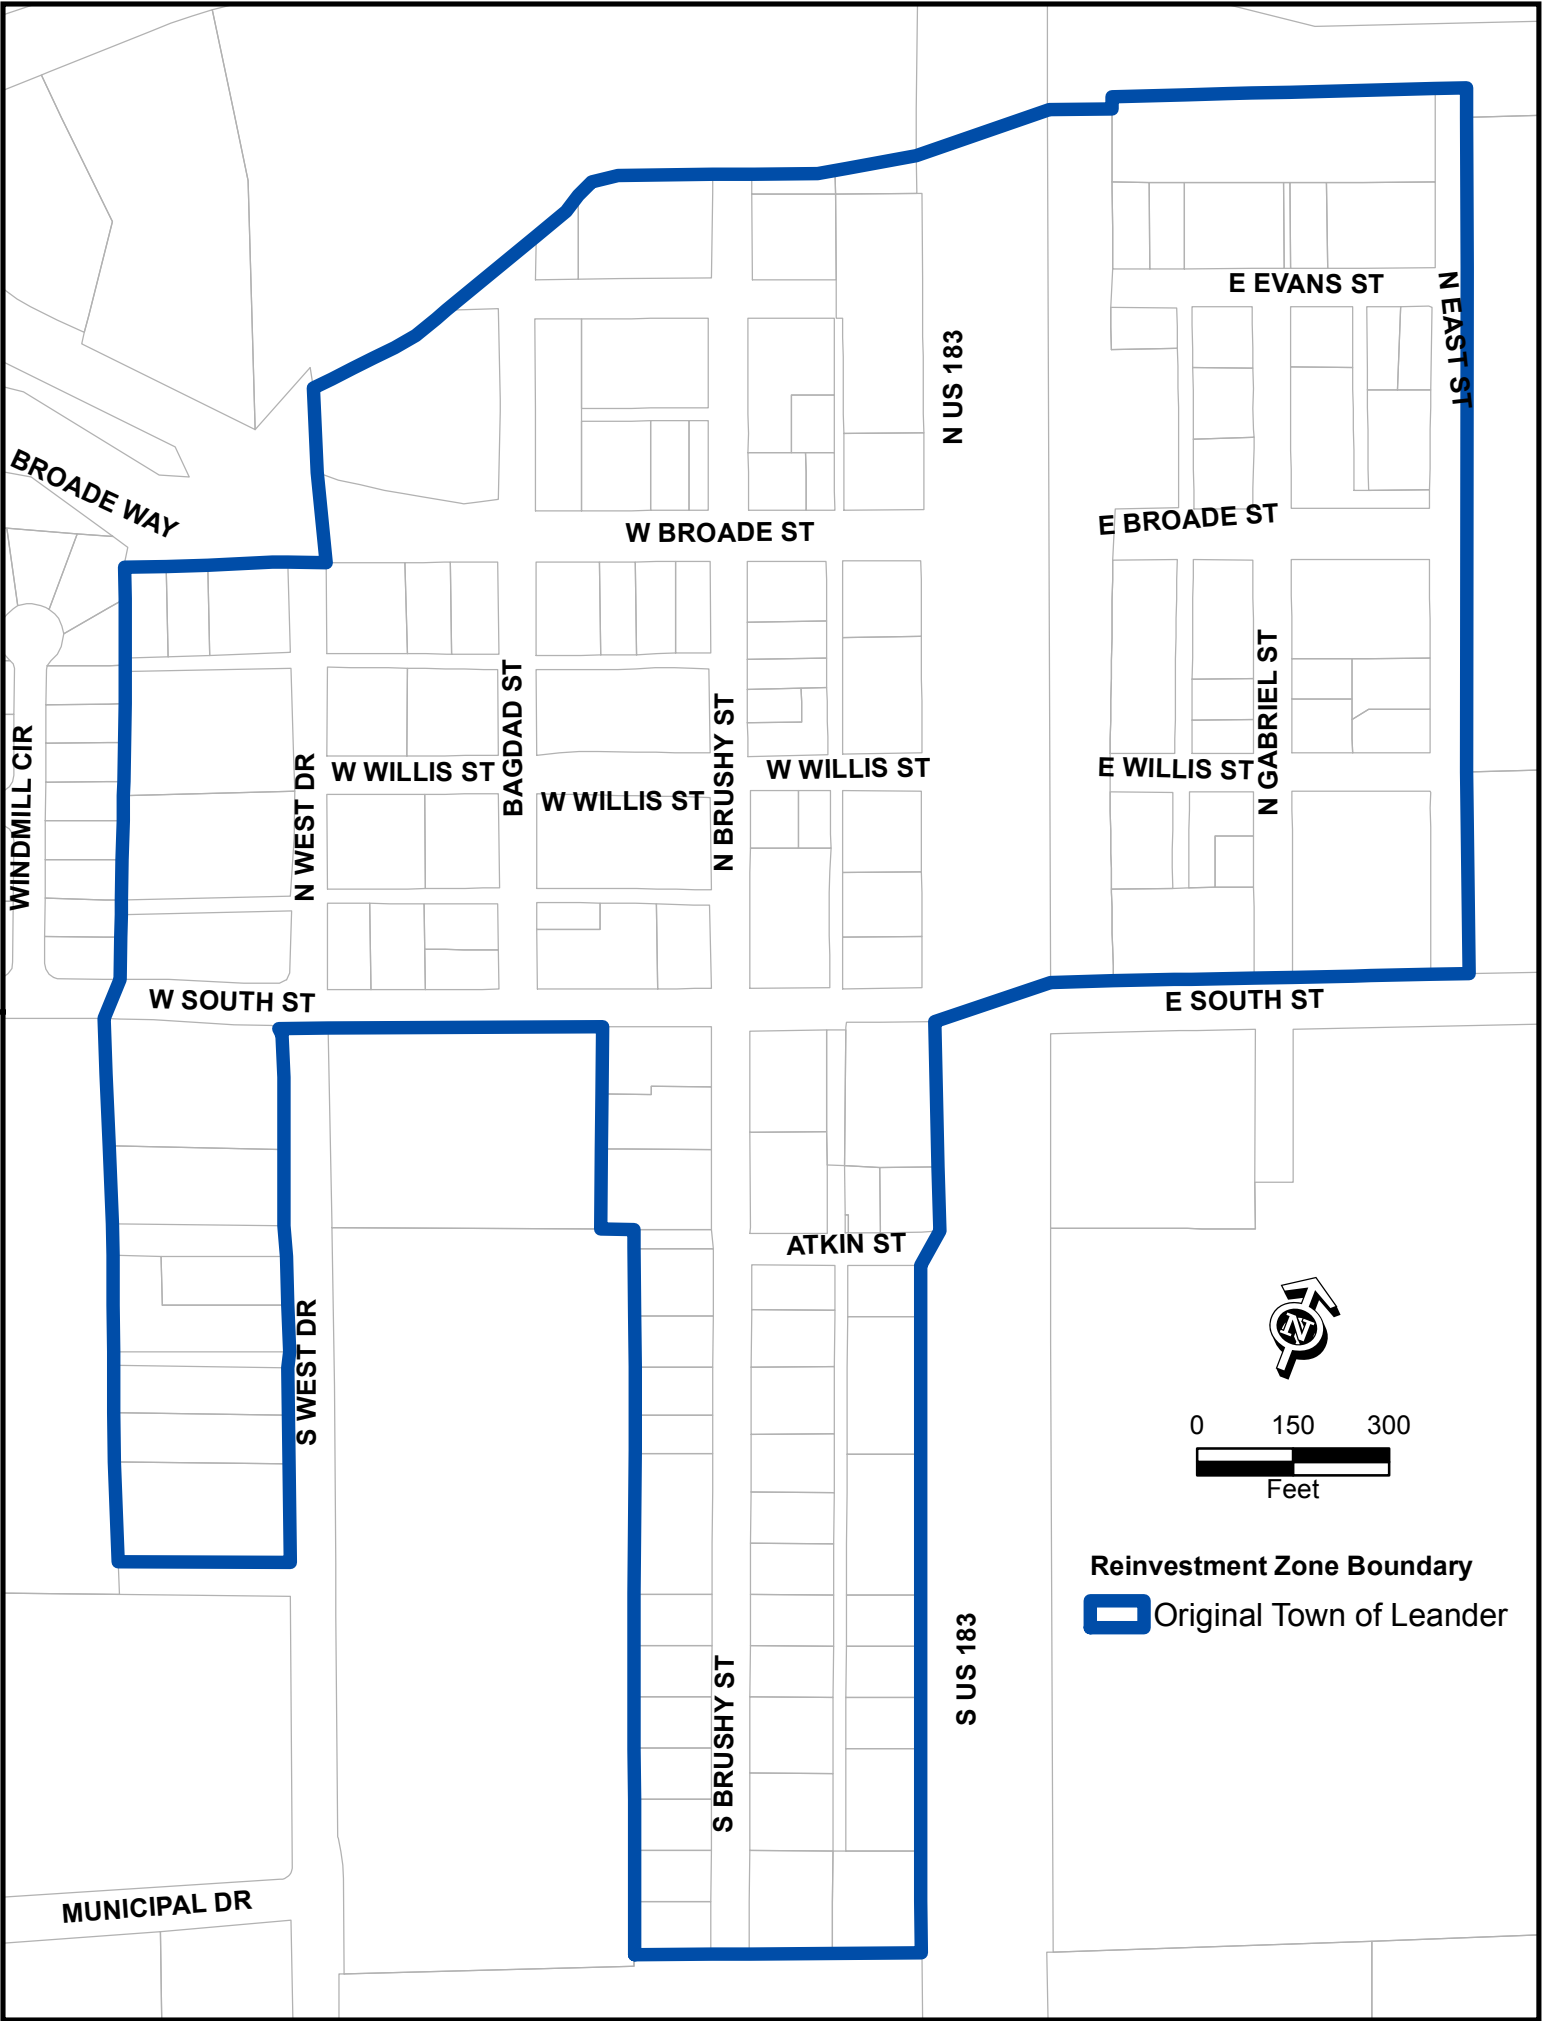 E EVANS ST
N EAST ST
N US 183
BROADE WAY
W BROADE ST
E BROADE ST
BAGDAD ST
N GABRIEL ST
N BRUSHY ST
WINDMILL CIR
N WEST DR
W WILLIS ST
W WILLIS ST
W WILLIS ST
E WILLIS ST
W SOUTH ST
E SOUTH ST
ATKIN ST
S WEST DR
N
0 150 300
Feet
Reinvestment Zone Boundary
Original Town of Leander
S US 183
S BRUSHY ST
MUNICIPAL DR